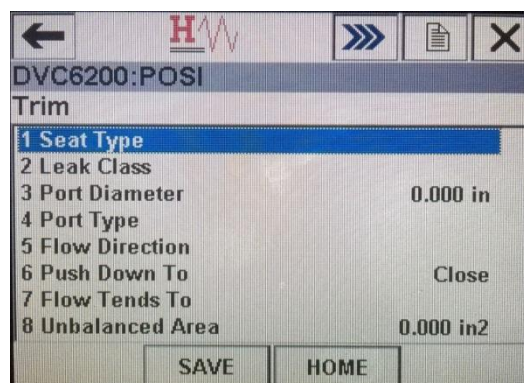 H
DVC6200:POSI
Trim
1 Seat Type
2 Leak Class
3 Port Diameter 0.000 in
4 Port Type
5 Flow Direction
6 Push Down To Close
7 Flow Tends To
8 Unbalanced Area 0.000 in2
SAVE HOME